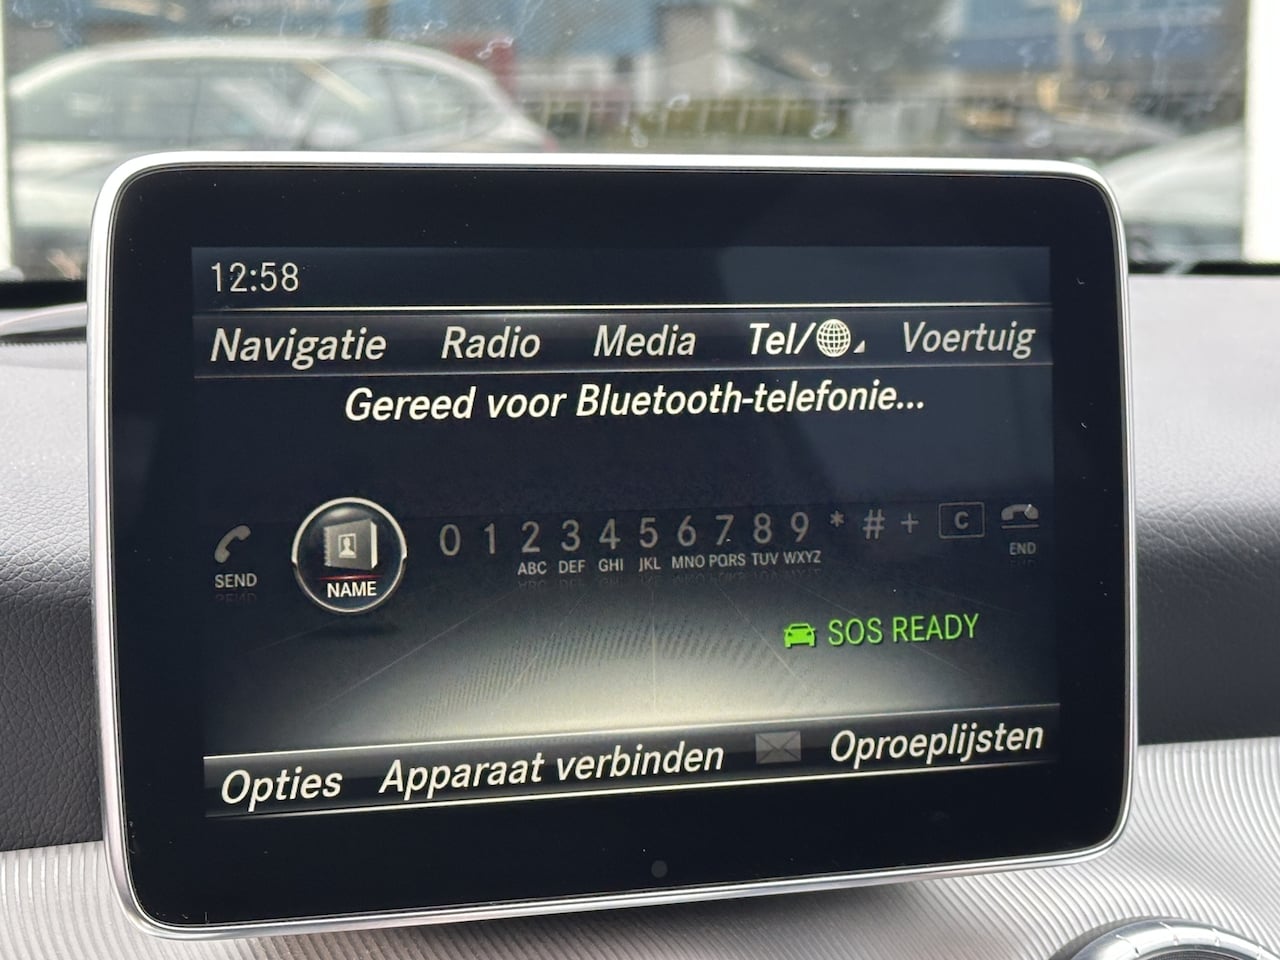 12:58
Navigatie Radio Media Tel/ Voertuig
Gereed voor Bluetooth-telefonie...
SEND NAME 0 1 2 3 4 5 6 7 8 9 * # + C END
ABC DEF GHI JKL MNO PQRS TUV WXYZ
SOS READY
Opties Apparaat verbinden Oproeplijsten